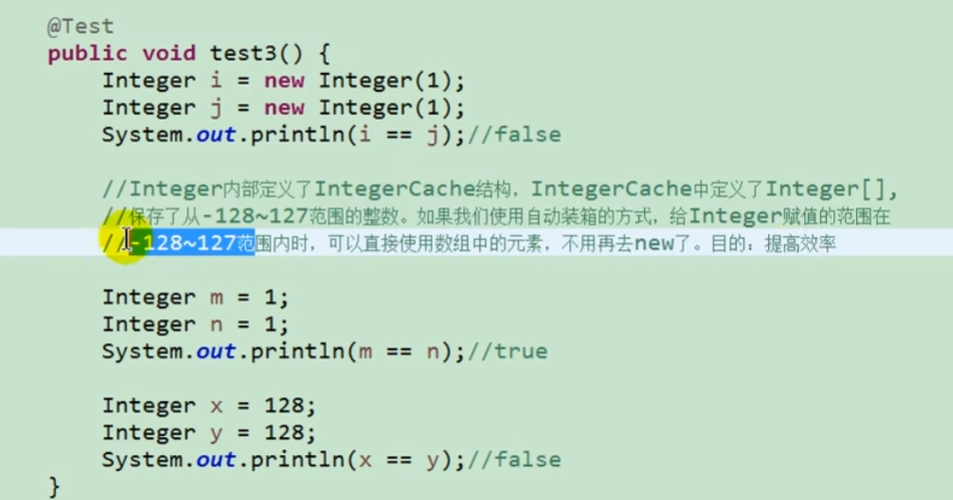 @Test
public void test3() {
Integer i = new Integer(1);
Integer j = new Integer(1);
System.out.println(i == j);//false
//Integer内部定义了IntegerCache结构，IntegerCache中定义了Integer[],
//保存了从-128~127范围的整数。如果我们使用自动装箱的方式，给Integer赋值的范围在
//-128~127范围内时，可以直接使用数组中的元素，不用再去new了。目的：提高效率
Integer m = 1;
Integer n = 1;
System.out.println(m == n);//true
Integer x = 128;
Integer y = 128;
System.out.println(x == y);//false
}